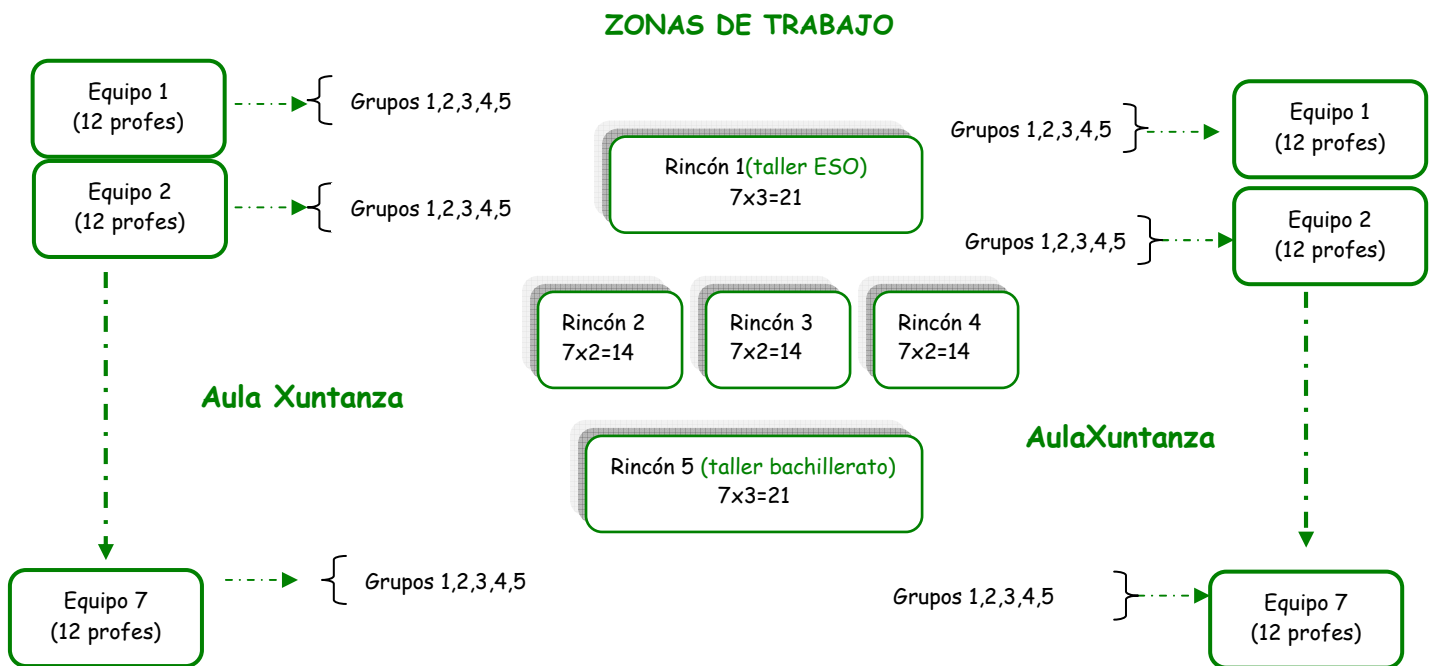 ZONAS DE TRABAJO
Equipo 1
(12 profes)
Grupos 1,2,3,4,5
Equipo 2
(12 profes)
Grupos 1,2,3,4,5
Aula Xuntanza
Equipo 7
(12 profes)
Grupos 1,2,3,4,5
Rincón 1(taller ESO)
7x3=21
Rincón 2
7x2=14
Rincón 3
7x2=14
Rincón 4
7x2=14
Rincón 5 (taller bachillerato)
7x3=21
Grupos 1,2,3,4,5
Equipo 1
(12 profes)
Grupos 1,2,3,4,5
Equipo 2
(12 profes)
AulaXuntanza
Grupos 1,2,3,4,5
Equipo 7
(12 profes)